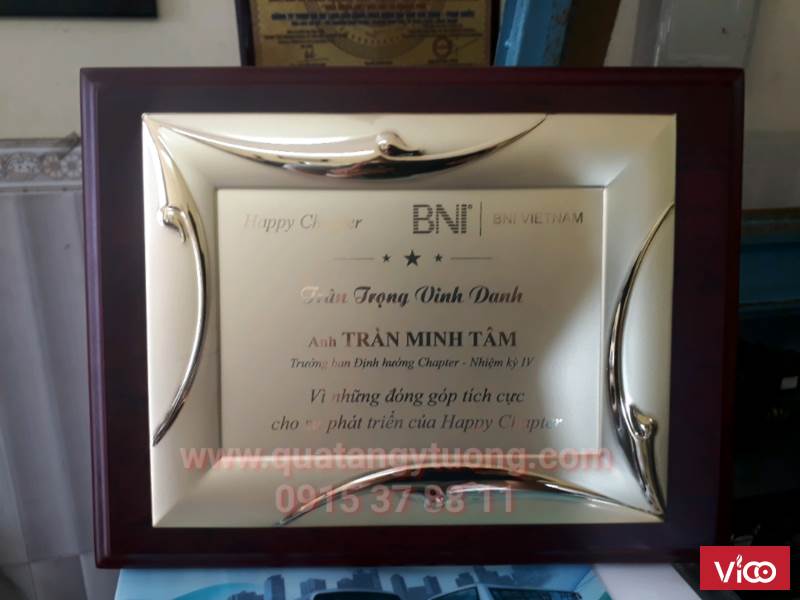 Happy Chapter BNI® BNI VIETNAM
Trân Trọng Vinh Danh
Anh TRẦN MINH TÂM
Trưởng ban Định hướng Chapter - Nhiệm kỳ IV
Vì những đóng góp tích cực
cho sự phát triển của Happy Chapter
www.quatangytuong.com
0915 37 98 11
ViCO